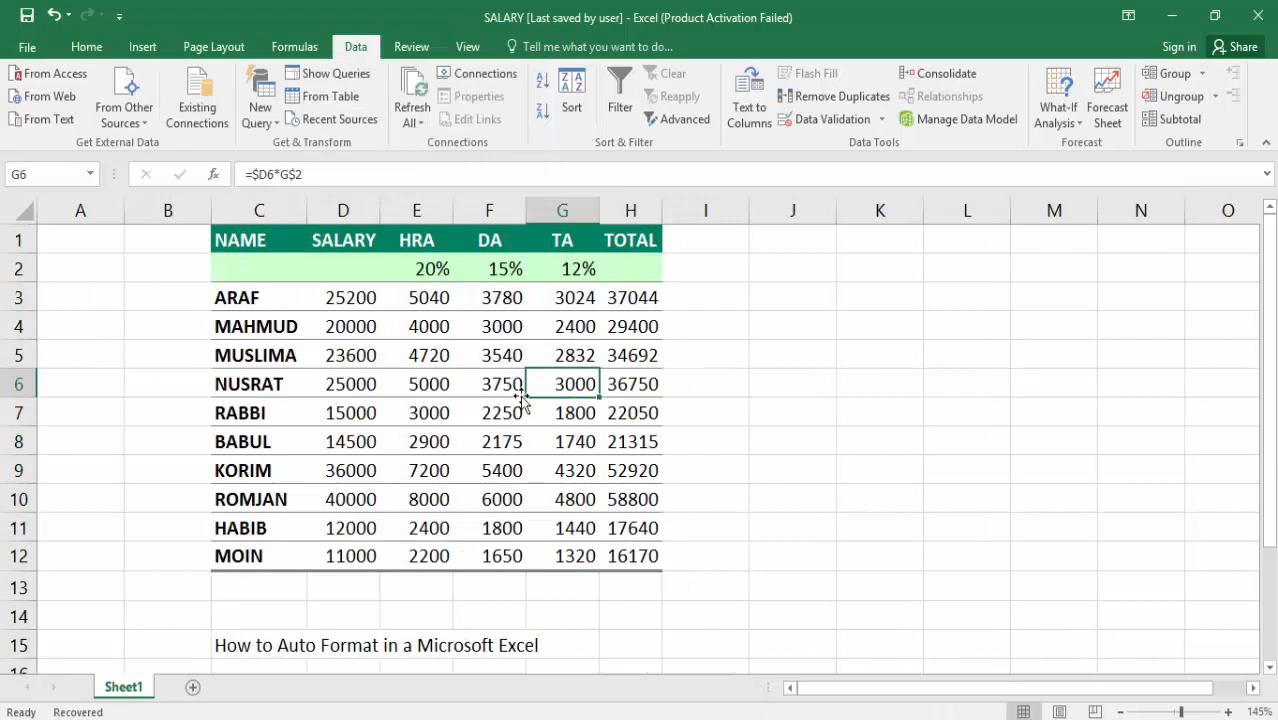 SALARY [Last saved by user] - Excel (Product Activation Failed)
File Home Insert Page Layout Formulas Data Review View Tell me what you want to do... Sign in Share
From Access
From Web
From Text
From Other Sources
Existing Connections
Get External Data
New Query
Show Queries
From Table
Recent Sources
Get & Transform
Refresh All
Connections
Properties
Edit Links
Connections
Sort
Filter
Clear
Reapply
Advanced
Sort & Filter
Text to Columns
Flash Fill
Remove Duplicates
Data Validation
Consolidate
Relationships
Manage Data Model
Data Tools
What-If Analysis
Forecast Sheet
Forecast
Group
Ungroup
Subtotal
Outline
G6 fx =$D6*G$2
A B C D E F G H I J K L M N O
1 NAME SALARY HRA DA TA TOTAL
2 20% 15% 12%
3 ARAF 25200 5040 3780 3024 37044
4 MAHMUD 20000 4000 3000 2400 29400
5 MUSLIMA 23600 4720 3540 2832 34692
6 NUSRAT 25000 5000 3750 3000 36750
7 RABBI 15000 3000 2250 1800 22050
8 BABUL 14500 2900 2175 1740 21315
9 KORIM 36000 7200 5400 4320 52920
10 ROMJAN 40000 8000 6000 4800 58800
11 HABIB 12000 2400 1800 1440 17640
12 MOIN 11000 2200 1650 1320 16170
13
14
15 How to Auto Format in a Microsoft Excel
16
Sheet1
Ready Recovered 145%